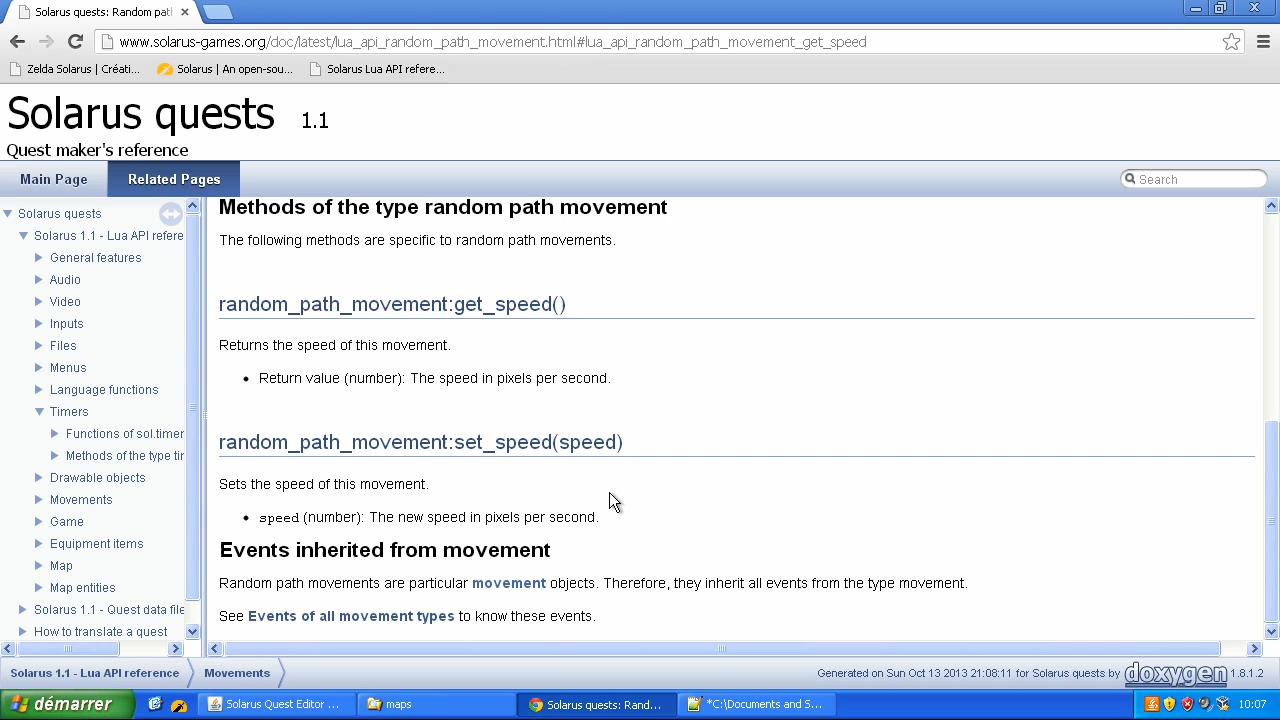 Solarus quests: Random pat
www.solarus-games.org/doc/latest/lua_api_random_path_movement.html#lua_api_random_path_movement_get_speed
Zelda Solarus | Créati...
Solarus | An open-sou...
Solarus Lua API refere...
Solarus quests 1.1
Quest maker's reference
Main Page
Related Pages
Search
Solarus quests
Solarus 1.1 - Lua API refere
General features
Audio
Video
Inputs
Files
Menus
Language functions
Timers
Functions of sol.timer
Methods of the type tir
Drawable objects
Movements
Game
Equipment items
Map
Map entities
Solarus 1.1 - Quest data file
How to translate a quest
Methods of the type random path movement
The following methods are specific to random path movements.
random_path_movement:get_speed()
Returns the speed of this movement.
• Return value (number): The speed in pixels per second.
random_path_movement:set_speed(speed)
Sets the speed of this movement.
• speed (number): The new speed in pixels per second.
Events inherited from movement
Random path movements are particular movement objects. Therefore, they inherit all events from the type movement.
See Events of all movement types to know these events.
Solarus 1.1 - Lua API reference
Movements
Generated on Sun Oct 13 2013 21:08:11 for Solarus quests by doxygen 1.8.1.2
démarrer
Solarus Quest Editor ...
maps
Solarus quests: Rand...
*C:\Documents and S...
10:07